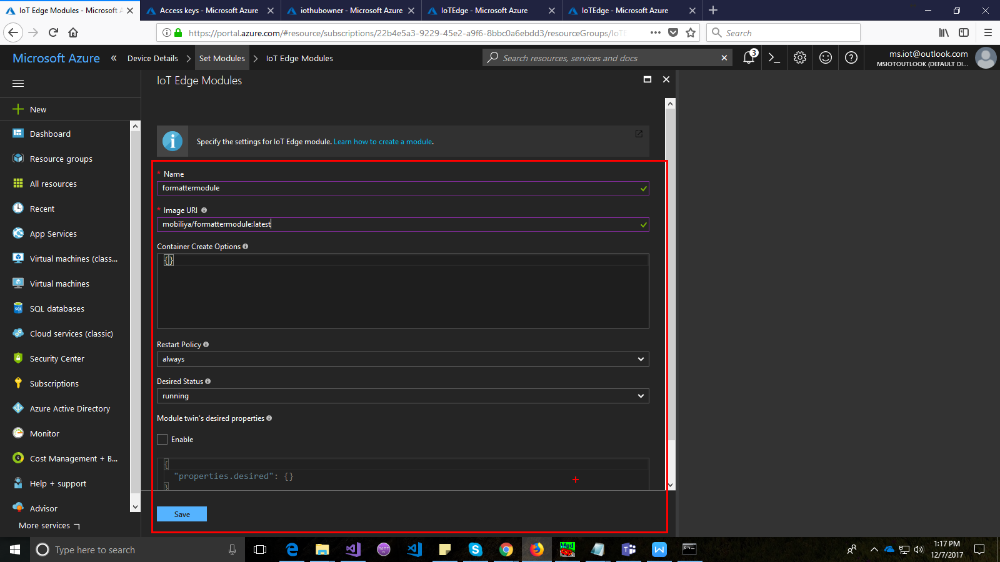 IoT Edge Modules - Microsoft A
Access keys - Microsoft Azure
iothubowner - Microsoft Azure
IoTEdge - Microsoft Azure
IoTEdge - Microsoft Azure
https://portal.azure.com/#resource/subscriptions/22b4e5a3-9229-45e2-a9f6-8bbc0a6ebdd3/resourceGroups/IoTE
Search
Microsoft Azure
Device Details
Set Modules
IoT Edge Modules
Search resources, services and docs
3
ms.iot@outlook.com
MSIOTOUTLOOK (DEFAULT DI...
New
Dashboard
Resource groups
All resources
Recent
App Services
Virtual machines (class...
Virtual machines
SQL databases
Cloud services (classic)
Security Center
Subscriptions
Azure Active Directory
Monitor
Cost Management + B...
Help + support
Advisor
More services
IoT Edge Modules
Specify the settings for IoT Edge module. Learn how to create a module.
* Name
formattermodule
* Image URI
mobiliya/formattermodule:latest
Container Create Options
{}
Restart Policy
always
Desired Status
running
Module twin's desired properties
Enable
{
"properties.desired": {}
}
Save
Type here to search
1:17 PM
12/7/2017